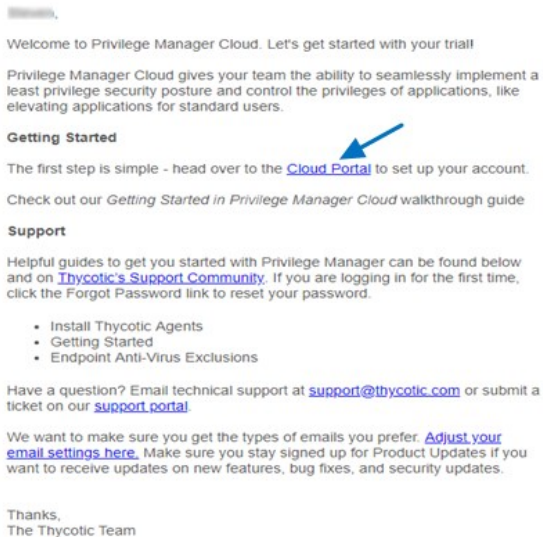 Welcome to Privilege Manager Cloud. Let's get started with your trial!
Privilege Manager Cloud gives your team the ability to seamlessly implement a
least privilege security posture and control the privileges of applications, like
elevating applications for standard users.
Getting Started
The first step is simple - head over to the Cloud Portal to set up your account.
Check out our Getting Started in Privilege Manager Cloud walkthrough guide
Support
Helpful guides to get you started with Privilege Manager can be found below
and on Thycotic's Support Community. If you are logging in for the first time,
click the Forgot Password link to reset your password.
• Install Thycotic Agents
• Getting Started
• Endpoint Anti-Virus Exclusions
Have a question? Email technical support at support@thycotic.com or submit a
ticket on our support portal.
We want to make sure you get the types of emails you prefer. Adjust your
email settings here. Make sure you stay signed up for Product Updates if you
want to receive updates on new features, bug fixes, and security updates.
Thanks,
The Thycotic Team